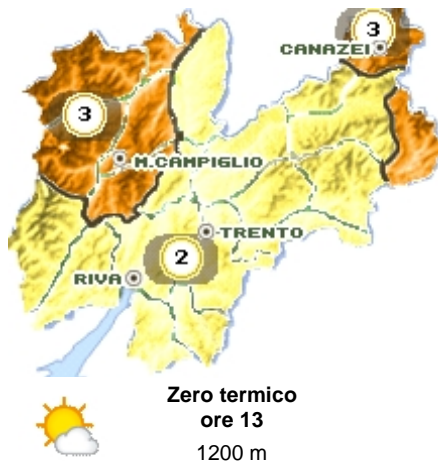 3
CANAZEI
3
M.CAMPIGLIO
TRENTO
2
RIVA
Zero termico
ore 13
1200 m